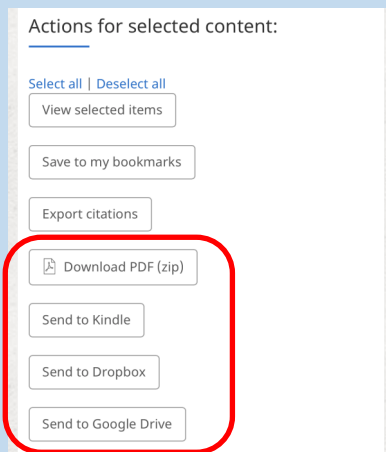 Actions for selected content:
Select all | Deselect all
View selected items
Save to my bookmarks
Export citations
Download PDF (zip)
Send to Kindle
Send to Dropbox
Send to Google Drive